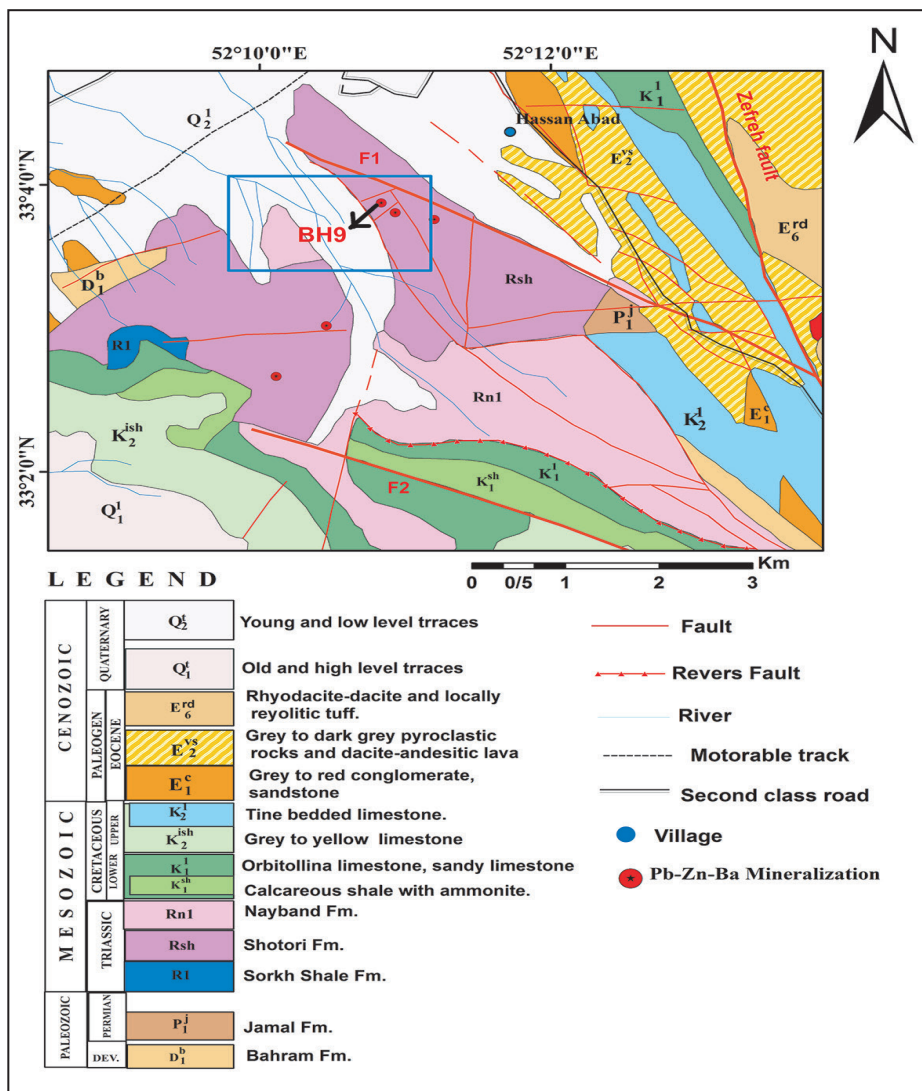 52°10'0"E
52°12'0"E
N
33°4'0"N
33°2'0"N
Q₂¹
F1
Hassan Abad
K₁¹
E₂ᵛˢ
Zefreh fault
E₆ʳᵈ
BH9
D₁ᵇ
Rsh
P₁ʲ
R1
Rn1
K₂¹
E₁ᶜ
K₂ⁱˢʰ
K₁ˢʰ
K₁¹
F2
Q₁ᵗ
L E G E N D
0 0/5 1 2 3 Km
CENOZOIC
QUATERNARY
Q₂ᵗ Young and low level trraces
Q₁ᵗ Old and high level trraces
PALEOGEN
EOCENE
E₆ʳᵈ Rhyodacite-dacite and locally
reyolitic tuff.
E₂ᵛˢ Grey to dark grey pyroclastic
rocks and dacite-andesitic lava
E₁ᶜ Grey to red conglomerate,
sandstone
MESOZOIC
CRETACEOUS
UPPER
K₂¹ Tine bedded limestone.
K₂ⁱˢʰ Grey to yellow limestone
LOWER
K₁¹ Orbitollina limestone, sandy limestone
K₁ˢʰ Calcareous shale with ammonite.
TRIASSIC
Rn1 Nayband Fm.
Rsh Shotori Fm.
R1 Sorkh Shale Fm.
PALEOZOIC
PERMIAN
P₁ʲ Jamal Fm.
DEV.
D₁ᵇ Bahram Fm.
Fault
Revers Fault
River
Motorable track
Second class road
Village
Pb-Zn-Ba Mineralization